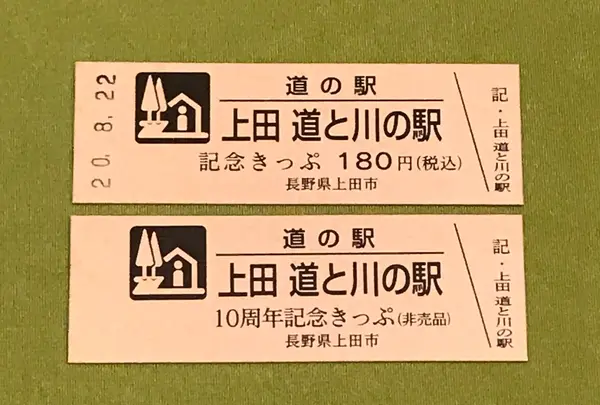 20.8.22
道の駅
上田 道と川の駅
記念きっぷ 180円(税込)
長野県上田市
記・上田 道と川の駅
道の駅
上田 道と川の駅
10周年記念きっぷ(非売品)
長野県上田市
記・上田 道と川の駅